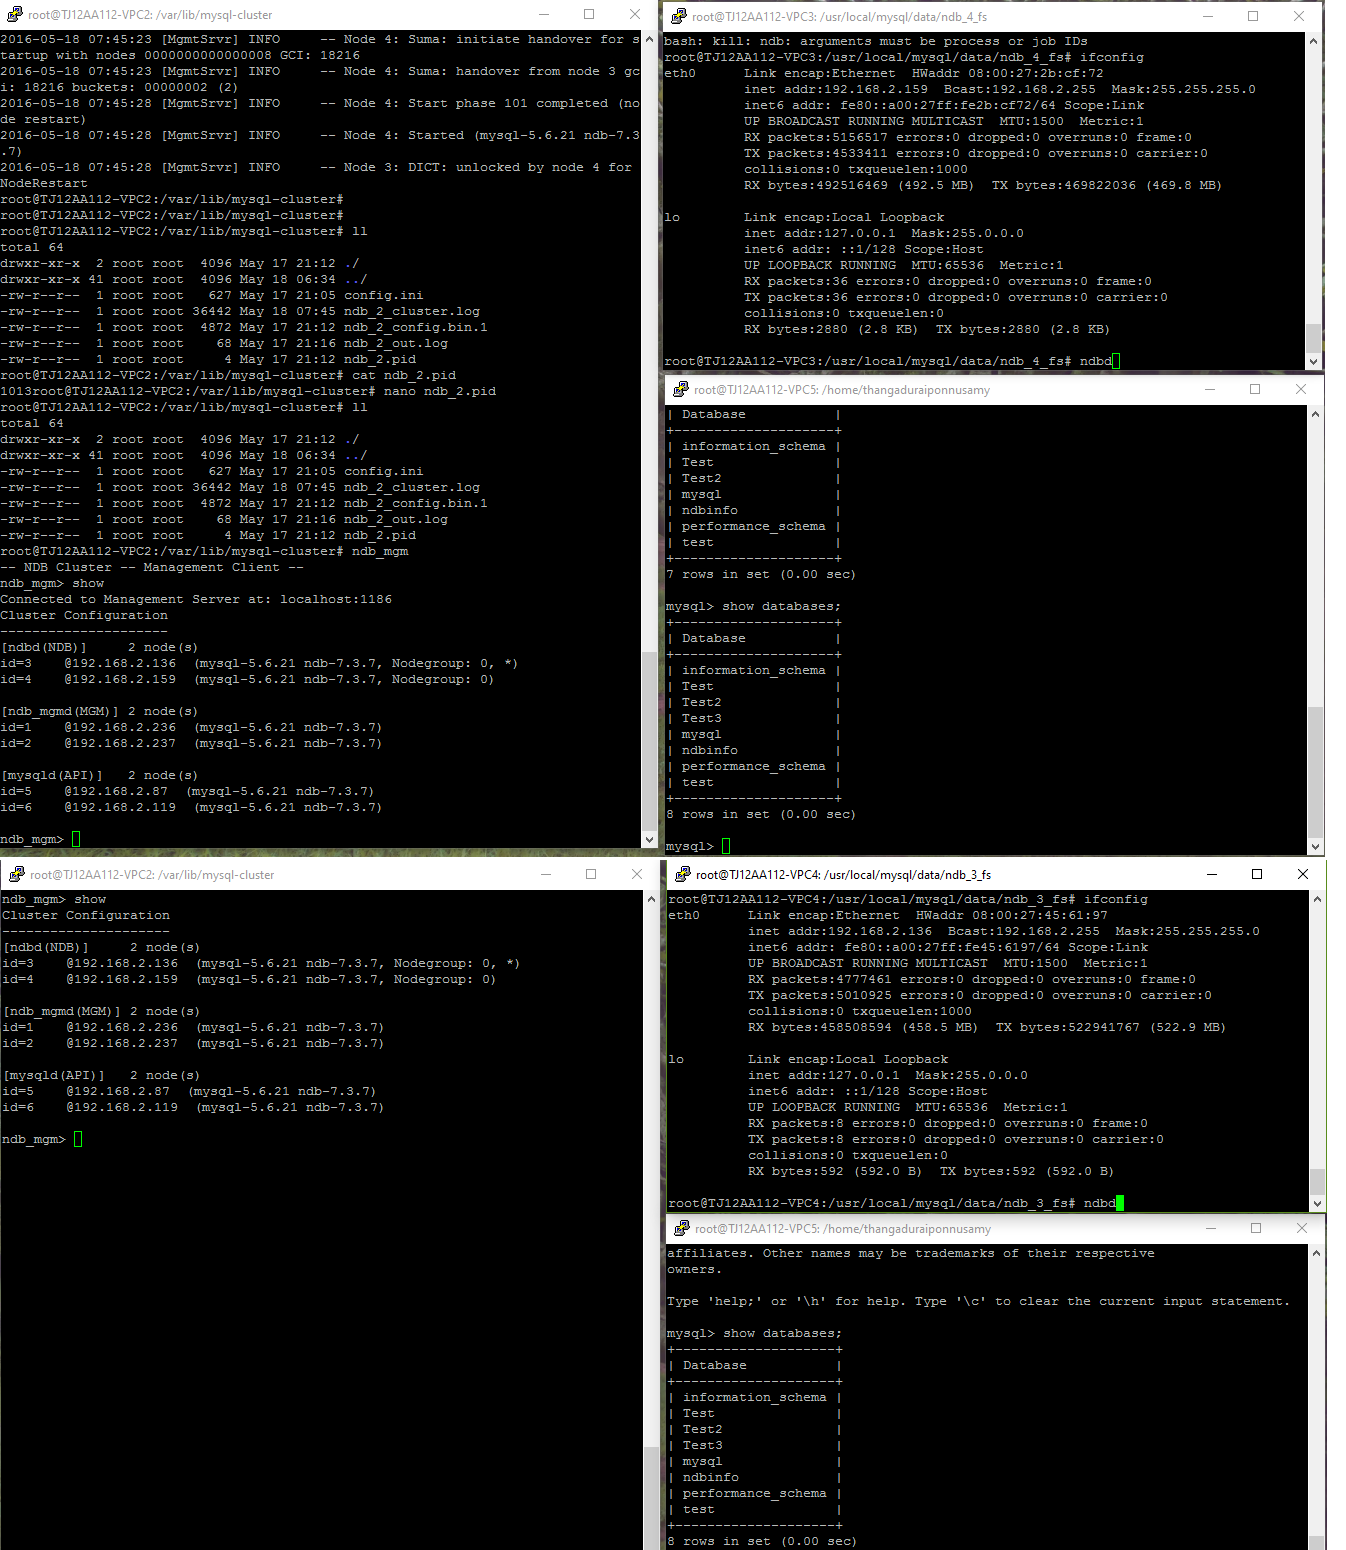 root@TJ12AA112-VPC2: /var/lib/mysql-cluster
2016-05-18 07:45:23 [MgmtSrvr] INFO     -- Node 4: Suma: initiate handover for s
tartup with nodes 0000000000000008 GCI: 18216
2016-05-18 07:45:23 [MgmtSrvr] INFO     -- Node 4: Suma: handover from node 3 gc
i: 18216 buckets: 00000002 (2)
2016-05-18 07:45:28 [MgmtSrvr] INFO     -- Node 4: Start phase 101 completed (no
de restart)
2016-05-18 07:45:28 [MgmtSrvr] INFO     -- Node 4: Started (mysql-5.6.21 ndb-7.3
.7)
2016-05-18 07:45:28 [MgmtSrvr] INFO     -- Node 3: DICT: unlocked by node 4 for
NodeRestart
root@TJ12AA112-VPC2:/var/lib/mysql-cluster#
root@TJ12AA112-VPC2:/var/lib/mysql-cluster#
root@TJ12AA112-VPC2:/var/lib/mysql-cluster# ll
total 64
drwxr-xr-x  2 root root  4096 May 17 21:12 ./
drwxr-xr-x 41 root root  4096 May 18 06:34 ../
-rw-r--r--  1 root root   627 May 17 21:05 config.ini
-rw-r--r--  1 root root 36442 May 18 07:45 ndb_2_cluster.log
-rw-r--r--  1 root root  4872 May 17 21:12 ndb_2_config.bin.1
-rw-r--r--  1 root root    68 May 17 21:16 ndb_2_out.log
-rw-r--r--  1 root root     4 May 17 21:12 ndb_2.pid
root@TJ12AA112-VPC2:/var/lib/mysql-cluster# cat ndb_2.pid
1013root@TJ12AA112-VPC2:/var/lib/mysql-cluster# nano ndb_2.pid
root@TJ12AA112-VPC2:/var/lib/mysql-cluster# ll
total 64
drwxr-xr-x  2 root root  4096 May 17 21:12 ./
drwxr-xr-x 41 root root  4096 May 18 06:34 ../
-rw-r--r--  1 root root   627 May 17 21:05 config.ini
-rw-r--r--  1 root root 36442 May 18 07:45 ndb_2_cluster.log
-rw-r--r--  1 root root  4872 May 17 21:12 ndb_2_config.bin.1
-rw-r--r--  1 root root    68 May 17 21:16 ndb_2_out.log
-rw-r--r--  1 root root     4 May 17 21:12 ndb_2.pid
root@TJ12AA112-VPC2:/var/lib/mysql-cluster# ndb_mgm
-- NDB Cluster -- Management Client --
ndb_mgm> show
Connected to Management Server at: localhost:1186
Cluster Configuration
---------------------
[ndbd(NDB)]     2 node(s)
id=3    @192.168.2.136  (mysql-5.6.21 ndb-7.3.7, Nodegroup: 0, *)
id=4    @192.168.2.159  (mysql-5.6.21 ndb-7.3.7, Nodegroup: 0)
[ndb_mgmd(MGM)] 2 node(s)
id=1    @192.168.2.236  (mysql-5.6.21 ndb-7.3.7)
id=2    @192.168.2.237  (mysql-5.6.21 ndb-7.3.7)
[mysqld(API)]   2 node(s)
id=5    @192.168.2.87  (mysql-5.6.21 ndb-7.3.7)
id=6    @192.168.2.119  (mysql-5.6.21 ndb-7.3.7)
ndb_mgm>
root@TJ12AA112-VPC3: /usr/local/mysql/data/ndb_4_fs
bash: kill: ndb: arguments must be process or job IDs
root@TJ12AA112-VPC3:/usr/local/mysql/data/ndb_4_fs# ifconfig
eth0      Link encap:Ethernet  HWaddr 08:00:27:2b:cf:72
inet addr:192.168.2.159  Bcast:192.168.2.255  Mask:255.255.255.0
inet6 addr: fe80::a00:27ff:fe2b:cf72/64 Scope:Link
UP BROADCAST RUNNING MULTICAST  MTU:1500  Metric:1
RX packets:5156517 errors:0 dropped:0 overruns:0 frame:0
TX packets:4533411 errors:0 dropped:0 overruns:0 carrier:0
collisions:0 txqueuelen:1000
RX bytes:492516469 (492.5 MB)  TX bytes:469822036 (469.8 MB)
lo        Link encap:Local Loopback
inet addr:127.0.0.1  Mask:255.0.0.0
inet6 addr: ::1/128 Scope:Host
UP LOOPBACK RUNNING  MTU:65536  Metric:1
RX packets:36 errors:0 dropped:0 overruns:0 frame:0
TX packets:36 errors:0 dropped:0 overruns:0 carrier:0
collisions:0 txqueuelen:0
RX bytes:2880 (2.8 KB)  TX bytes:2880 (2.8 KB)
root@TJ12AA112-VPC3:/usr/local/mysql/data/ndb_4_fs# ndbd
root@TJ12AA112-VPC5: /home/thangaduraiponnusamy
| Database           |
+--------------------+
| information_schema |
| Test               |
| Test2              |
| mysql              |
| ndbinfo            |
| performance_schema |
| test               |
+--------------------+
7 rows in set (0.00 sec)
mysql> show databases;
+--------------------+
| Database           |
+--------------------+
| information_schema |
| Test               |
| Test2              |
| Test3              |
| mysql              |
| ndbinfo            |
| performance_schema |
| test               |
+--------------------+
8 rows in set (0.00 sec)
mysql>
root@TJ12AA112-VPC2: /var/lib/mysql-cluster
ndb_mgm> show
Cluster Configuration
---------------------
[ndbd(NDB)]     2 node(s)
id=3    @192.168.2.136  (mysql-5.6.21 ndb-7.3.7, Nodegroup: 0, *)
id=4    @192.168.2.159  (mysql-5.6.21 ndb-7.3.7, Nodegroup: 0)
[ndb_mgmd(MGM)] 2 node(s)
id=1    @192.168.2.236  (mysql-5.6.21 ndb-7.3.7)
id=2    @192.168.2.237  (mysql-5.6.21 ndb-7.3.7)
[mysqld(API)]   2 node(s)
id=5    @192.168.2.87  (mysql-5.6.21 ndb-7.3.7)
id=6    @192.168.2.119  (mysql-5.6.21 ndb-7.3.7)
ndb_mgm>
root@TJ12AA112-VPC4: /usr/local/mysql/data/ndb_3_fs
root@TJ12AA112-VPC4:/usr/local/mysql/data/ndb_3_fs# ifconfig
eth0      Link encap:Ethernet  HWaddr 08:00:27:45:61:97
inet addr:192.168.2.136  Bcast:192.168.2.255  Mask:255.255.255.0
inet6 addr: fe80::a00:27ff:fe45:6197/64 Scope:Link
UP BROADCAST RUNNING MULTICAST  MTU:1500  Metric:1
RX packets:4777461 errors:0 dropped:0 overruns:0 frame:0
TX packets:5010925 errors:0 dropped:0 overruns:0 carrier:0
collisions:0 txqueuelen:1000
RX bytes:458508594 (458.5 MB)  TX bytes:522941767 (522.9 MB)
lo        Link encap:Local Loopback
inet addr:127.0.0.1  Mask:255.0.0.0
inet6 addr: ::1/128 Scope:Host
UP LOOPBACK RUNNING  MTU:65536  Metric:1
RX packets:8 errors:0 dropped:0 overruns:0 frame:0
TX packets:8 errors:0 dropped:0 overruns:0 carrier:0
collisions:0 txqueuelen:0
RX bytes:592 (592.0 B)  TX bytes:592 (592.0 B)
root@TJ12AA112-VPC4:/usr/local/mysql/data/ndb_3_fs# ndbd
root@TJ12AA112-VPC5: /home/thangaduraiponnusamy
affiliates. Other names may be trademarks of their respective
owners.
Type 'help;' or '\h' for help. Type '\c' to clear the current input statement.
mysql> show databases;
+--------------------+
| Database           |
+--------------------+
| information_schema |
| Test               |
| Test2              |
| Test3              |
| mysql              |
| ndbinfo            |
| performance_schema |
| test               |
+--------------------+
8 rows in set (0.00 sec)